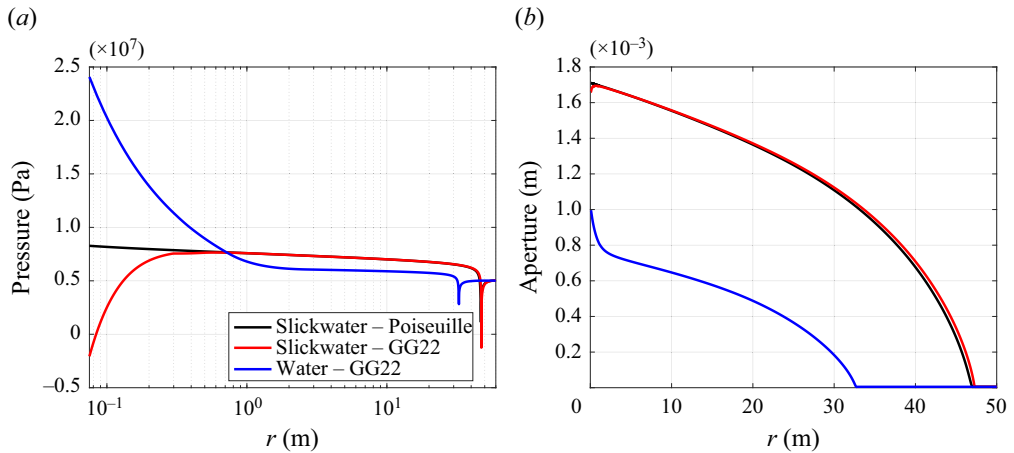 (a)
(×10⁷)
2.5
2.0
1.5
1.0
0.5
0
–0.5
Pressure (Pa)
Slickwater – Poiseuille
Slickwater – GG22
Water – GG22
10⁻¹ 10⁰ 10¹
r (m)
(b)
(×10⁻³)
1.8
1.6
1.4
1.2
1.0
0.8
0.6
0.4
0.2
Aperture (m)
0 10 20 30 40 50
r (m)